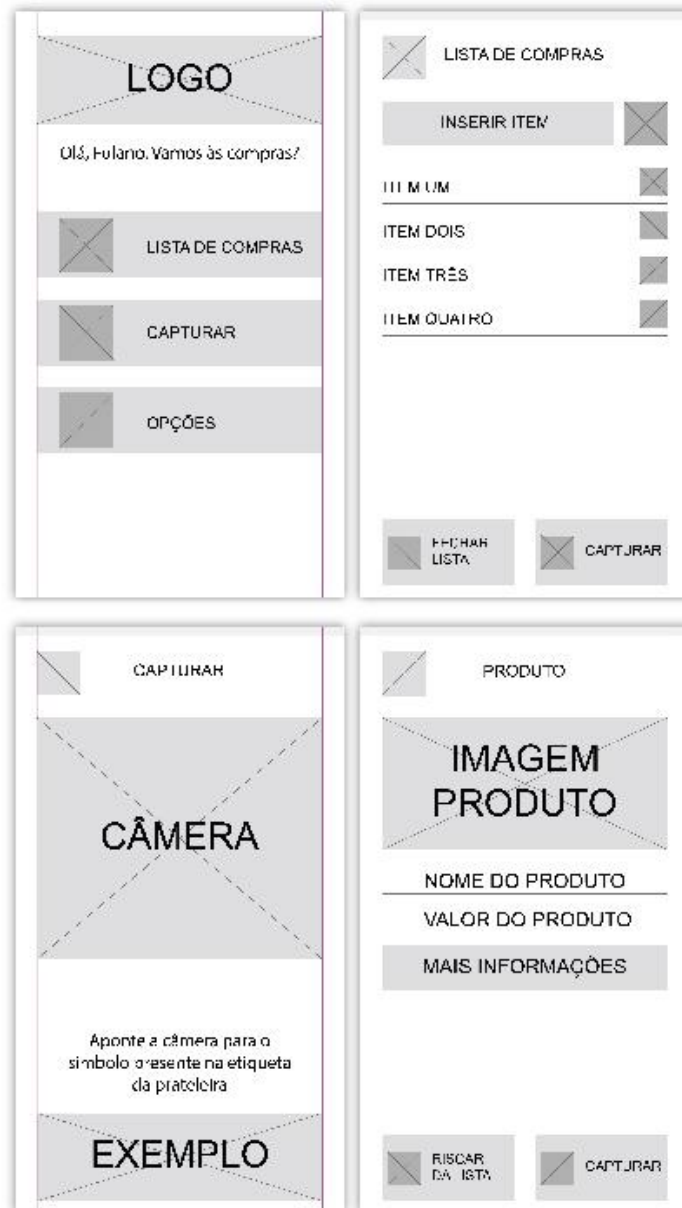 LOGO
Olá, Fulano. Vamos às compras?
LISTA DE COMPRAS
CAPTURAR
OPÇÕES
LISTA DE COMPRAS
INSERIR ITEM
ITEM UM
ITEM DOIS
ITEM TRÊS
ITEM QUATRO
FECHAR
LISTA
CAPTURAR
CAPTURAR
CÂMERA
Aponte a câmera para o
símbolo presente na etiqueta
da prateleira
EXEMPLO
PRODUTO
IMAGEM
PRODUTO
NOME DO PRODUTO
VALOR DO PRODUTO
MAIS INFORMAÇÕES
RISCAR
DA LISTA
CAPTURAR